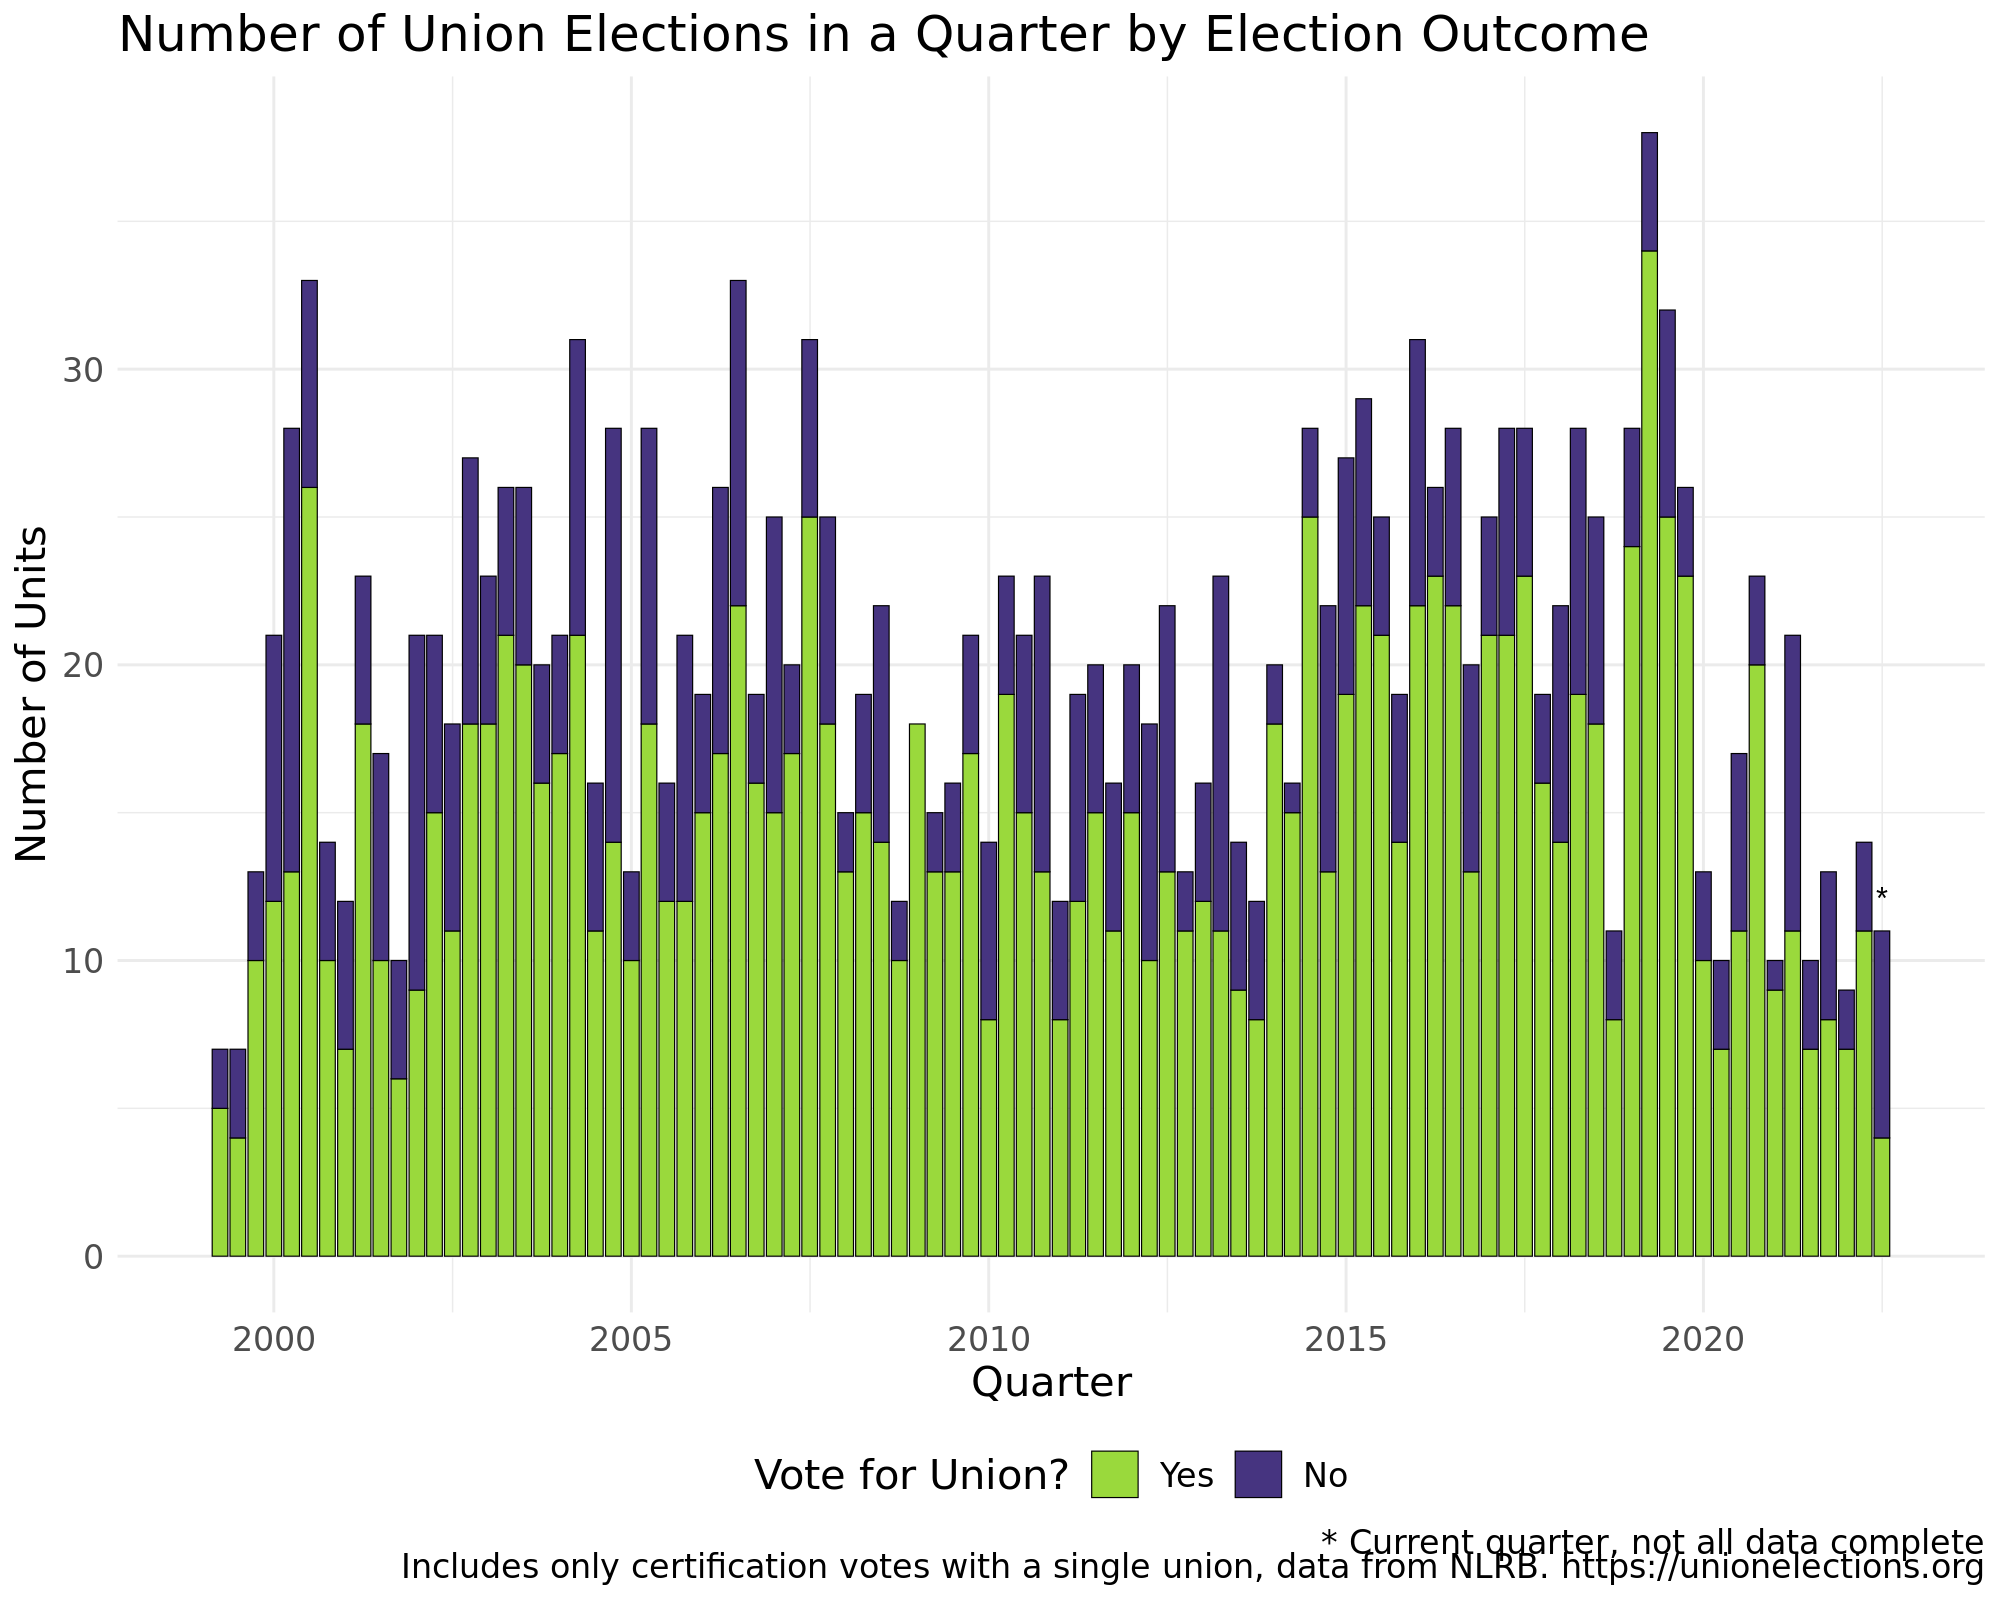 Number of Union Elections in a Quarter by Election Outcome
Number of Units
30
20
10
0
*
2000 2005 2010 2015 2020
Quarter
Vote for Union? Yes No
* Current quarter, not all data complete
Includes only certification votes with a single union, data from NLRB. https://unionelections.org